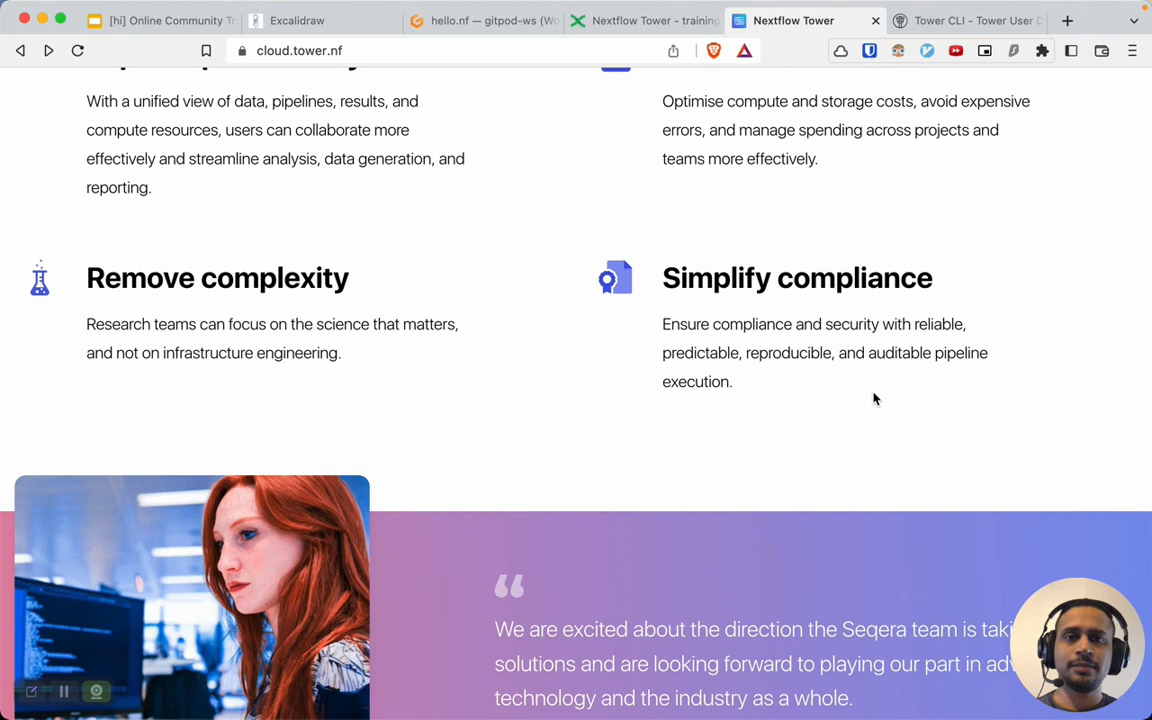 [hi] Online Community Tr
Excalidraw
hello.nf — gitpod-ws (Wo
Nextflow Tower - training
Nextflow Tower
Tower CLI - Tower User D
cloud.tower.nf
With a unified view of data, pipelines, results, and
compute resources, users can collaborate more
effectively and streamline analysis, data generation, and
reporting.
Optimise compute and storage costs, avoid expensive
errors, and manage spending across projects and
teams more effectively.
Remove complexity
Research teams can focus on the science that matters,
and not on infrastructure engineering.
Simplify compliance
Ensure compliance and security with reliable,
predictable, reproducible, and auditable pipeline
execution.
“
We are excited about the direction the Seqera team is taki
solutions and are looking forward to playing our part in adv
technology and the industry as a whole.